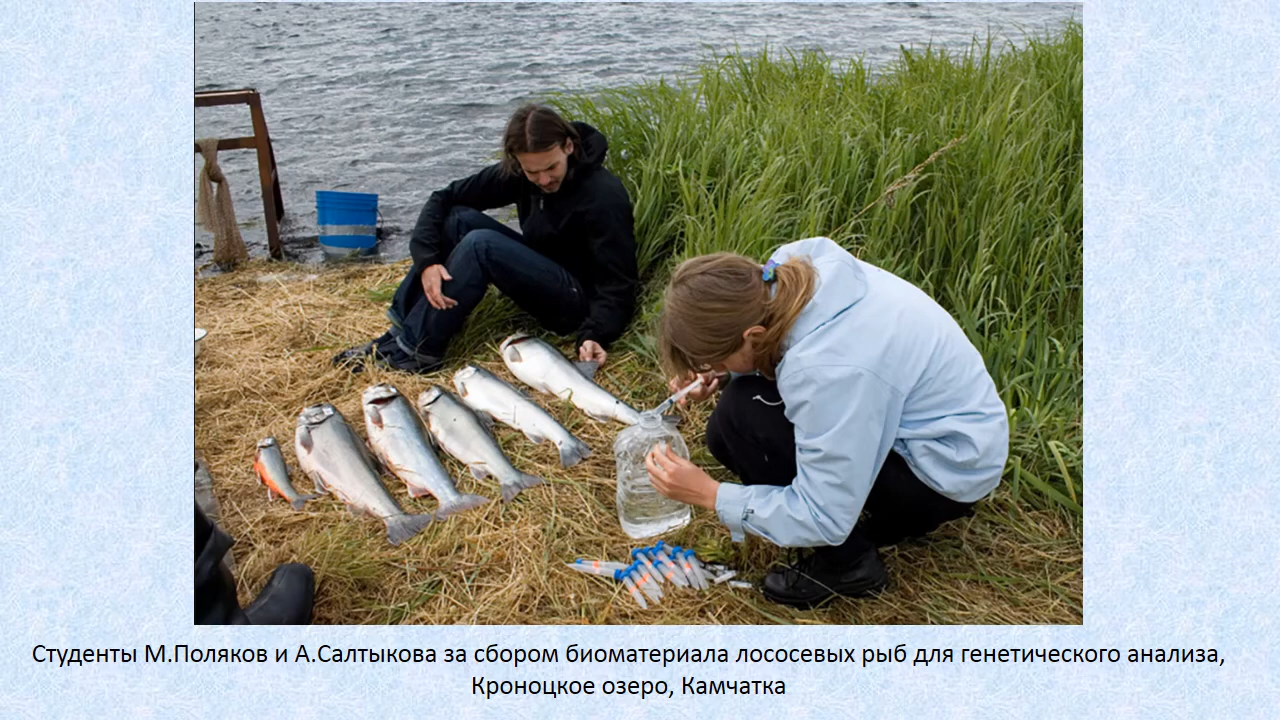 Студенты М.Поляков и А.Салтыкова за сбором биоматериала лососевых рыб для генетического анализа,
Кроноцкое озеро, Камчатка